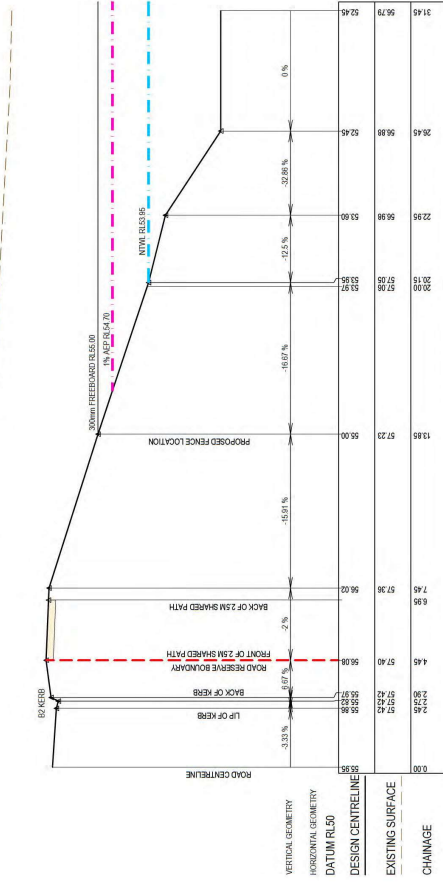 300mm FREEBOARD RL55.00
1% AEP RL54.70
NTWL RL53.95
B2 KERB
ROAD CENTRELINE
LIP OF KERB
BACK OF KERB
ROAD RESERVE BOUNDARY
FRONT OF 2.5M SHARED PATH
BACK OF 2.5M SHARED PATH
PROPOSED FENCE LOCATION
VERTICAL GEOMETRY -3.33 % 6.67 % -2 % -15.91 % -16.67 % -12.5 % -32.86 % 0 %
HORIZONTAL GEOMETRY
DATUM RL50
DESIGN CENTRELINE 55.95 55.86 55.82 55.97 56.08 56.02 55.00 53.97 53.95 53.60 52.45 52.45
EXISTING SURFACE 57.42 57.42 57.42 57.40 57.36 57.23 57.06 57.05 56.98 56.88 56.79
CHAINAGE 0.00 2.45 2.75 2.90 4.45 6.95 7.45 13.85 20.00 20.15 22.95 26.45 31.45